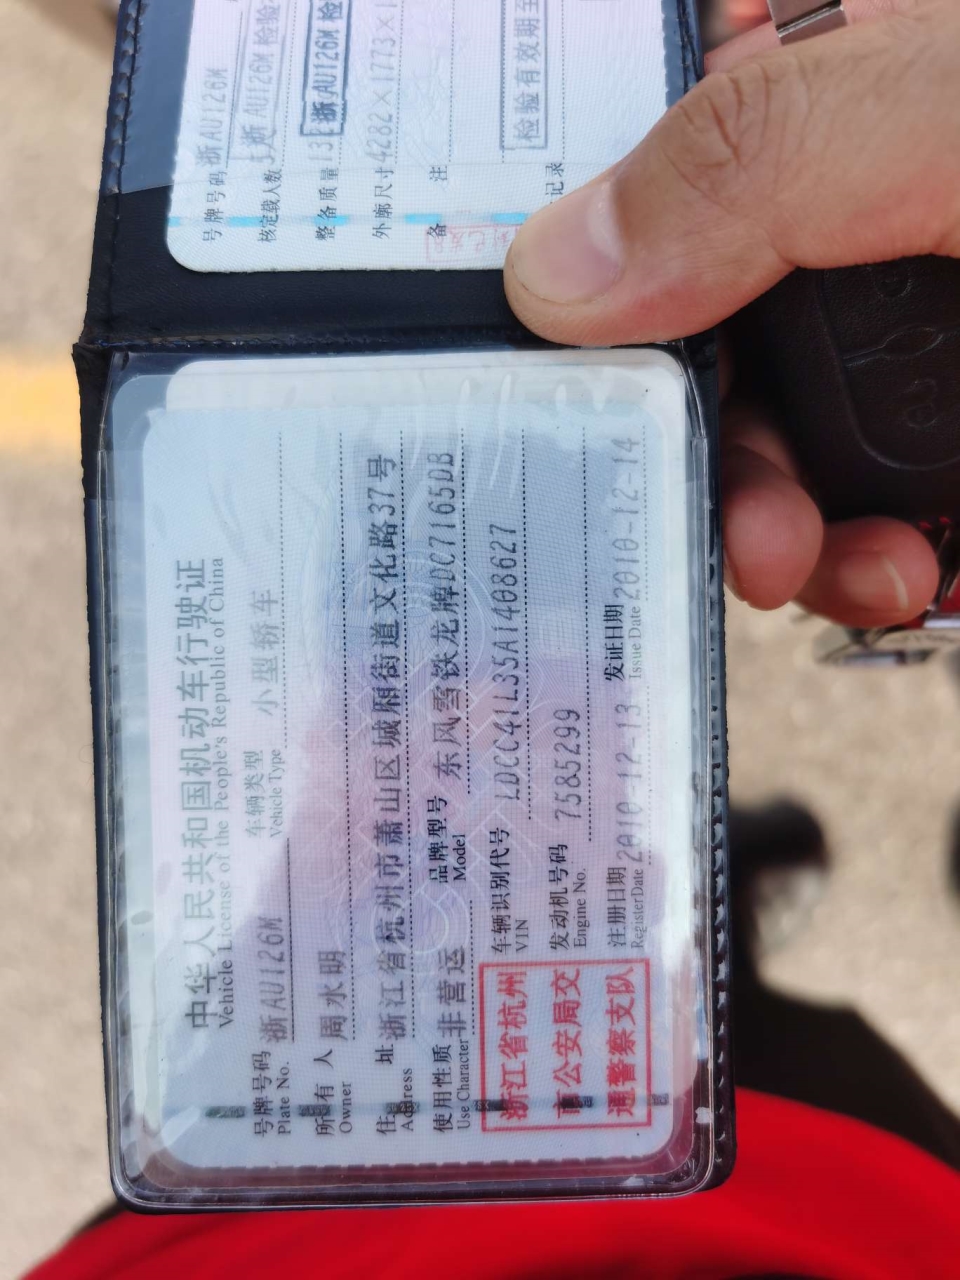 中华人民共和国机动车行驶证
Vehicle License of the People's Republic of China
号牌号码 浙AU126M 车辆类型 小型轿车
Plate No. Vehicle Type
所有人 周水明
Owner
住址 浙江省杭州市萧山区城厢街道文化路37号
Address
使用性质 非营运 品牌型号 东风雪铁龙牌DC7165DB
Use Character Model
浙江省杭州
市公安局交
通警察支队
车辆识别代号 LDCC41L35A1408627
VIN
发动机号码 7585299
Engine No.
注册日期 2010-12-13 发证日期 2010-12-14
Register Date Issue Date
号牌号码 浙AU126M
核定载人数 浙AU126M 检验
整备质量 浙AU126M 检
外廓尺寸 4282×1773×1
备注
记录 检验有效期至